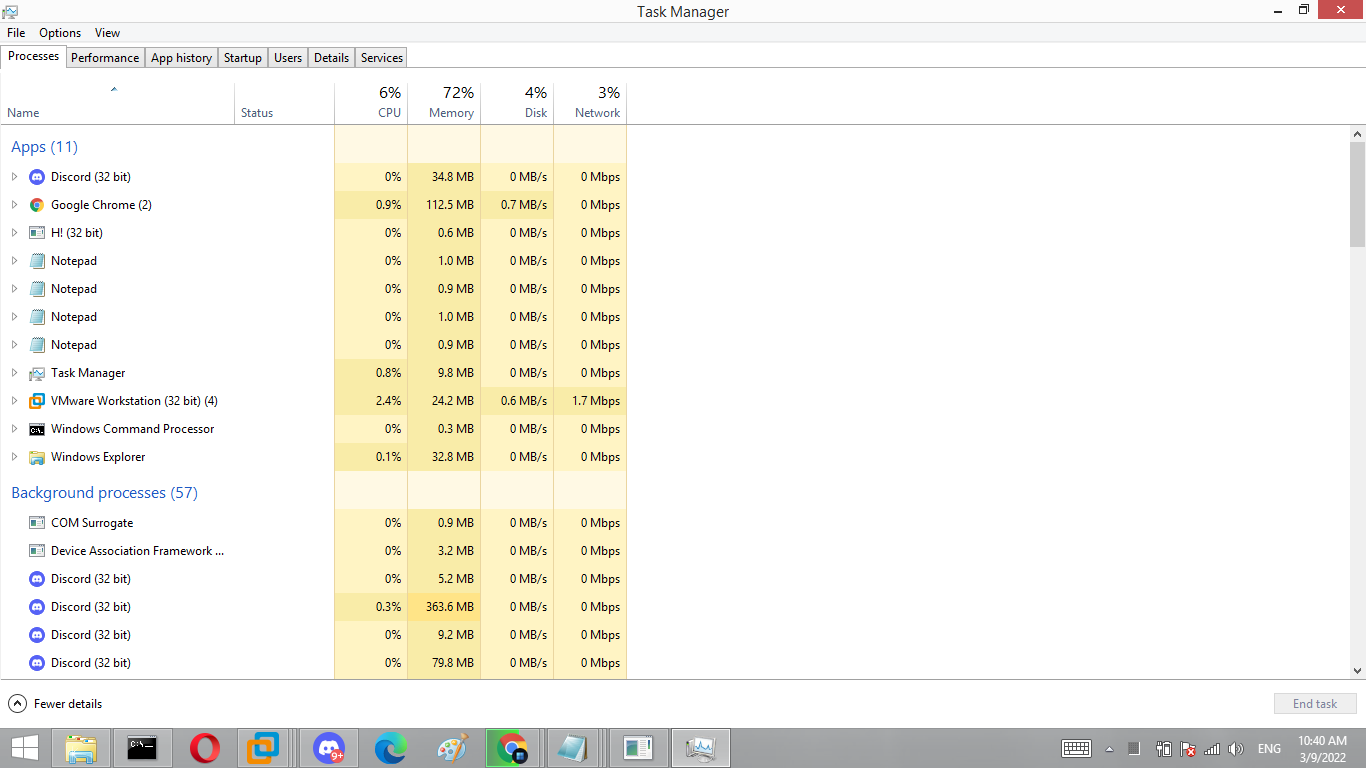 Task Manager
File Options View
Processes Performance App history Startup Users Details Services
6% 72% 4% 3%
Name Status CPU Memory Disk Network
Apps (11)
Discord (32 bit) 0% 34.8 MB 0 MB/s 0 Mbps
Google Chrome (2) 0.9% 112.5 MB 0.7 MB/s 0 Mbps
H! (32 bit) 0% 0.6 MB 0 MB/s 0 Mbps
Notepad 0% 1.0 MB 0 MB/s 0 Mbps
Notepad 0% 0.9 MB 0 MB/s 0 Mbps
Notepad 0% 1.0 MB 0 MB/s 0 Mbps
Notepad 0% 0.9 MB 0 MB/s 0 Mbps
Task Manager 0.8% 9.8 MB 0 MB/s 0 Mbps
VMware Workstation (32 bit) (4) 2.4% 24.2 MB 0.6 MB/s 1.7 Mbps
Windows Command Processor 0% 0.3 MB 0 MB/s 0 Mbps
Windows Explorer 0.1% 32.8 MB 0 MB/s 0 Mbps
Background processes (57)
COM Surrogate 0% 0.9 MB 0 MB/s 0 Mbps
Device Association Framework ... 0% 3.2 MB 0 MB/s 0 Mbps
Discord (32 bit) 0% 5.2 MB 0 MB/s 0 Mbps
Discord (32 bit) 0.3% 363.6 MB 0 MB/s 0 Mbps
Discord (32 bit) 0% 9.2 MB 0 MB/s 0 Mbps
Discord (32 bit) 0% 79.8 MB 0 MB/s 0 Mbps
Fewer details End task
C:\. 9+ ENG 10:40 AM
3/9/2022